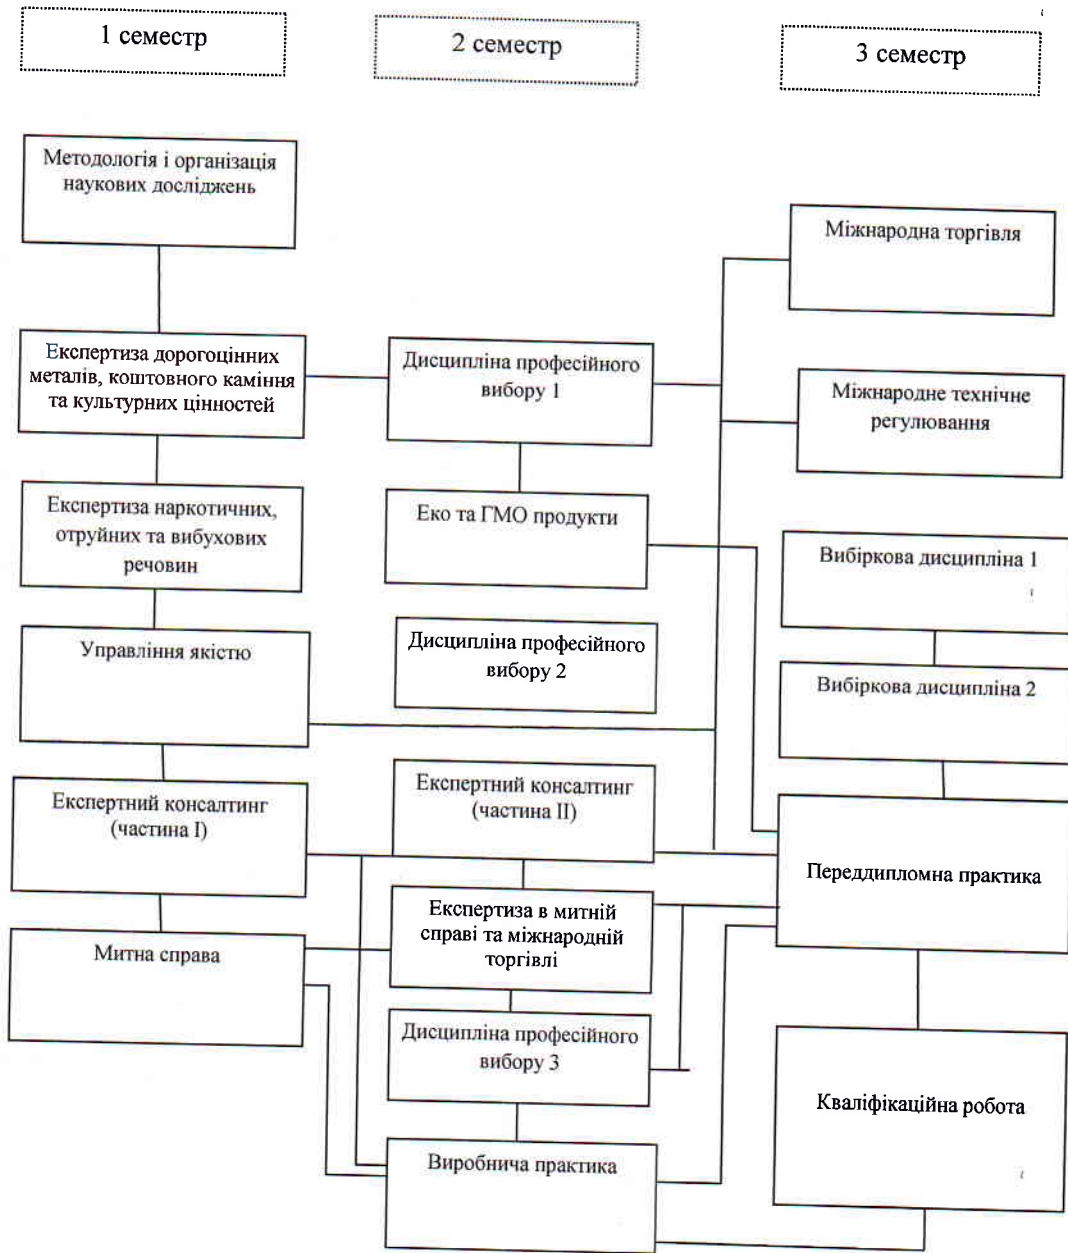 1 семестр
2 семестр
3 семестр
Методологія і організація
наукових досліджень
Експертиза дорогоцінних
металів, коштовного каміння
та культурних цінностей
Експертиза наркотичних,
отруйних та вибухових
речовин
Управління якістю
Експертний консалтинг
(частина І)
Митна справа
Дисципліна професійного
вибору 1
Еко та ГМО продукти
Дисципліна професійного
вибору 2
Експертний консалтинг
(частина ІІ)
Експертиза в митній
справі та міжнародній
торгівлі
Дисципліна професійного
вибору 3
Виробнича практика
Міжнародна торгівля
Міжнародне технічне
регулювання
Вибіркова дисципліна 1
Вибіркова дисципліна 2
Переддипломна практика
Кваліфікаційна робота